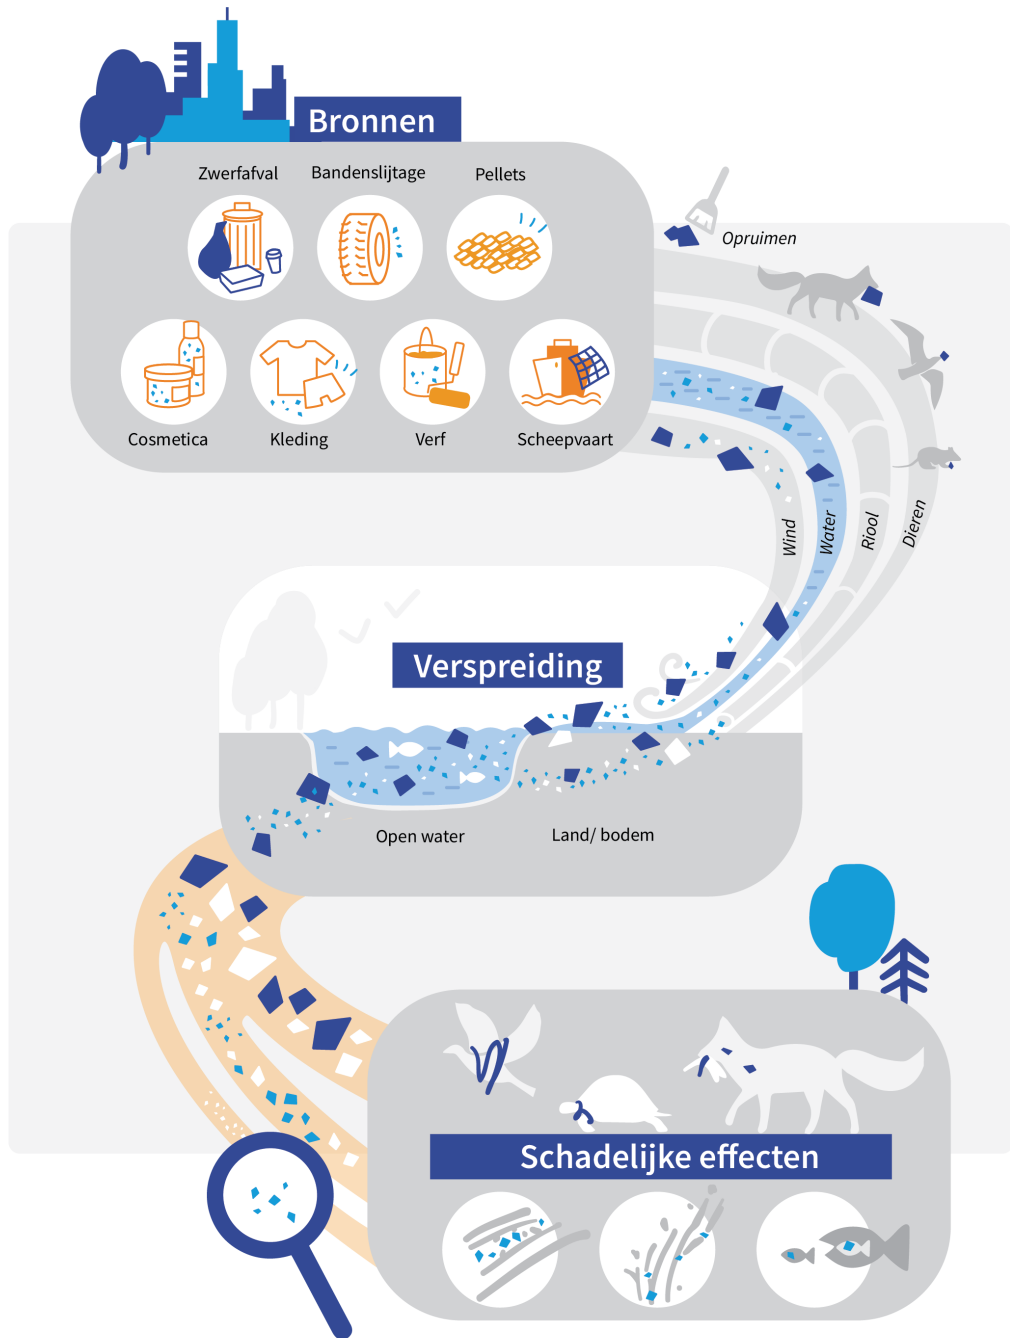 Bronnen
Zwerfafval
Bandenslijtage
Pellets
Cosmetica
Kleding
Verf
Scheepvaart
Opruimen
Wind
Water
Riool
Dieren
Verspreiding
Open water
Land/ bodem
Schadelijke effecten